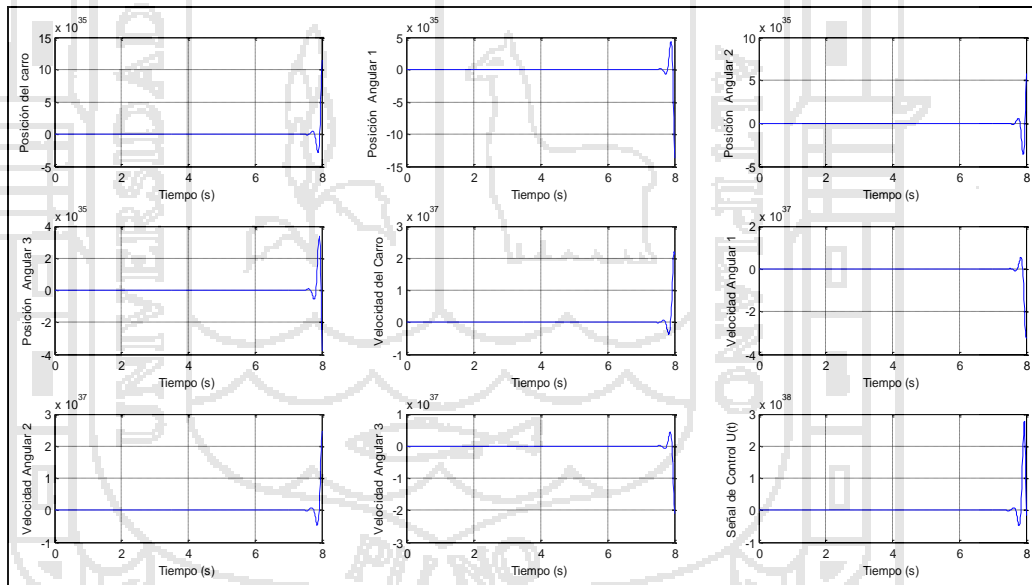 x 10^35
Posición del carro
15
10
5
0
-5
0 2 4 6 8
Tiempo (s)
x 10^35
Posición Angular 1
5
0
-5
-10
-15
0 2 4 6 8
Tiempo (s)
x 10^35
Posición Angular 2
10
5
0
-5
0 2 4 6 8
Tiempo (s)
x 10^35
Posición Angular 3
4
2
0
-2
-4
0 2 4 6 8
Tiempo (s)
x 10^37
Velocidad del Carro
3
2
1
0
-1
0 2 4 6 8
Tiempo (s)
x 10^37
Velocidad Angular 1
2
0
-2
-4
0 2 4 6 8
Tiempo (s)
x 10^37
Velocidad Angular 2
3
2
1
0
-1
0 2 4 6 8
Tiempo (s)
x 10^37
Velocidad Angular 3
1
0
-1
-2
-3
0 2 4 6 8
Tiempo (s)
x 10^38
Señal de Control U(t)
3
2
1
0
-1
0 2 4 6 8
Tiempo (s)
UNIVERSIDAD